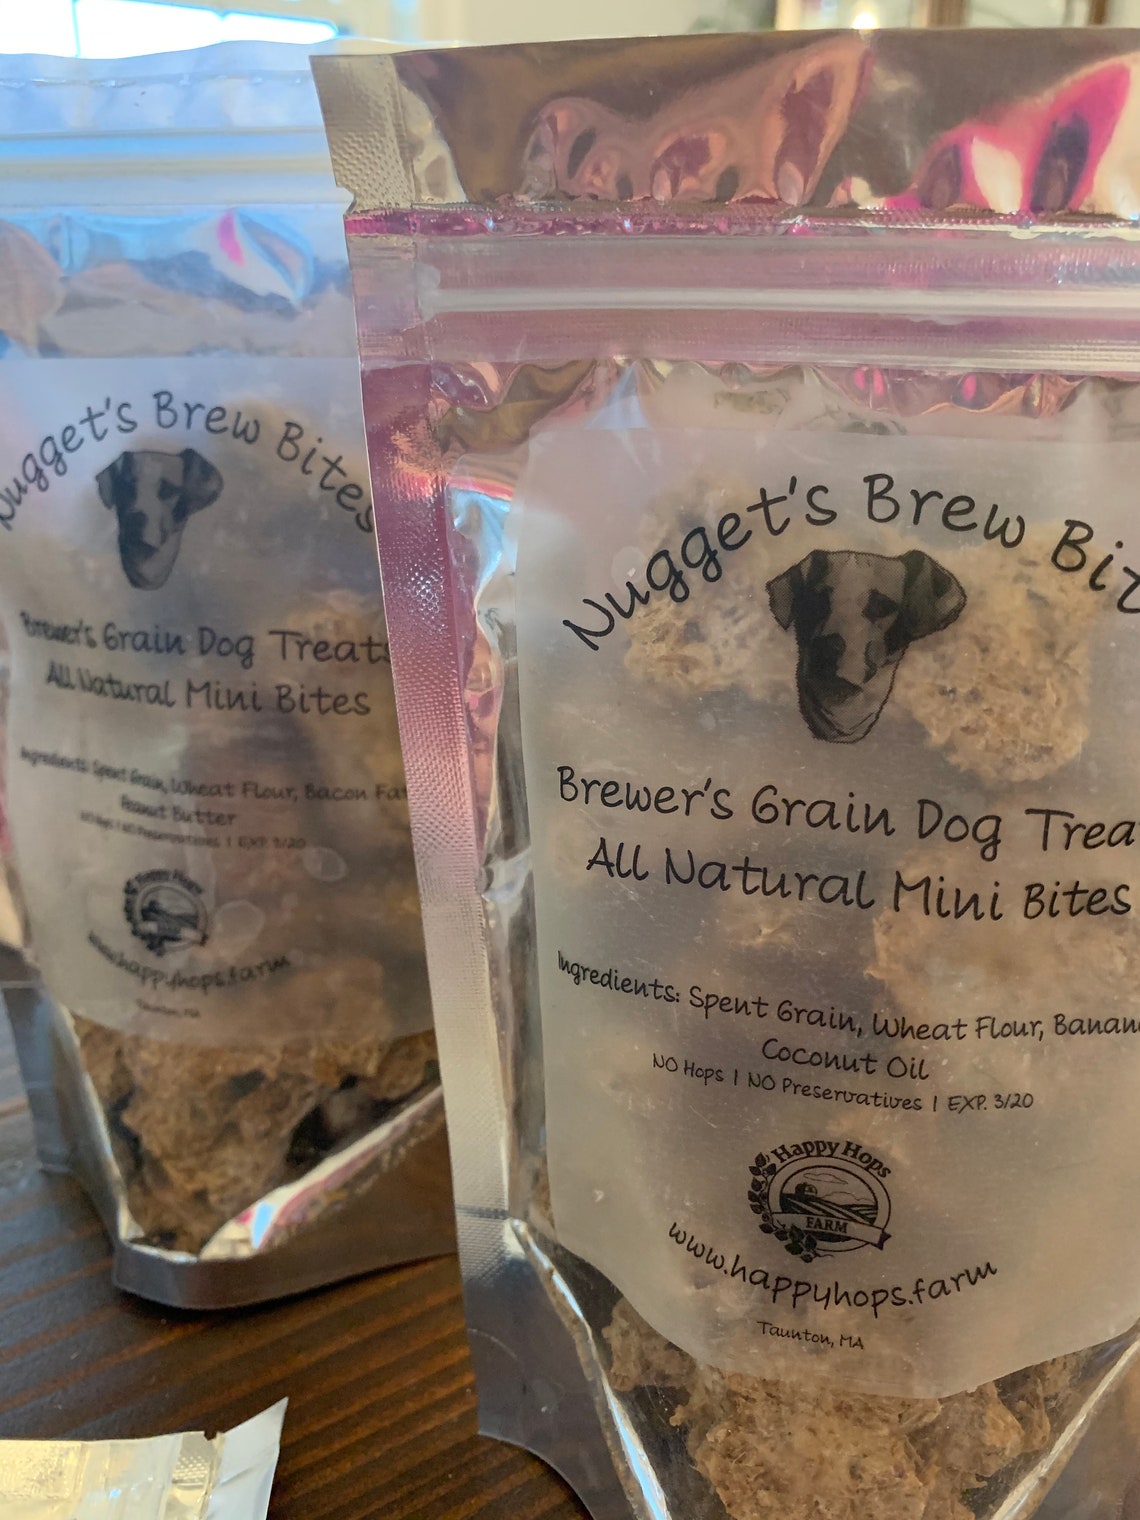 Nugget's Brew Bites
Brewer's Grain Dog Treats
All Natural Mini Bites
Ingredients: Spent Grain, Wheat Flour, Bacon Fat
Peanut Butter
NO Hops | NO Preservatives | EXP. 3/20
Happy Hops
www.happyhops.farm
Taunton, MA
Nugget's Brew Bit
Brewer's Grain Dog Trea
All Natural Mini Bites
Ingredients: Spent Grain, Wheat Flour, Banan
Coconut Oil
NO Hops | NO Preservatives | EXP. 3/20
Happy Hops
FARM
www.happyhops.farm
Taunton, MA